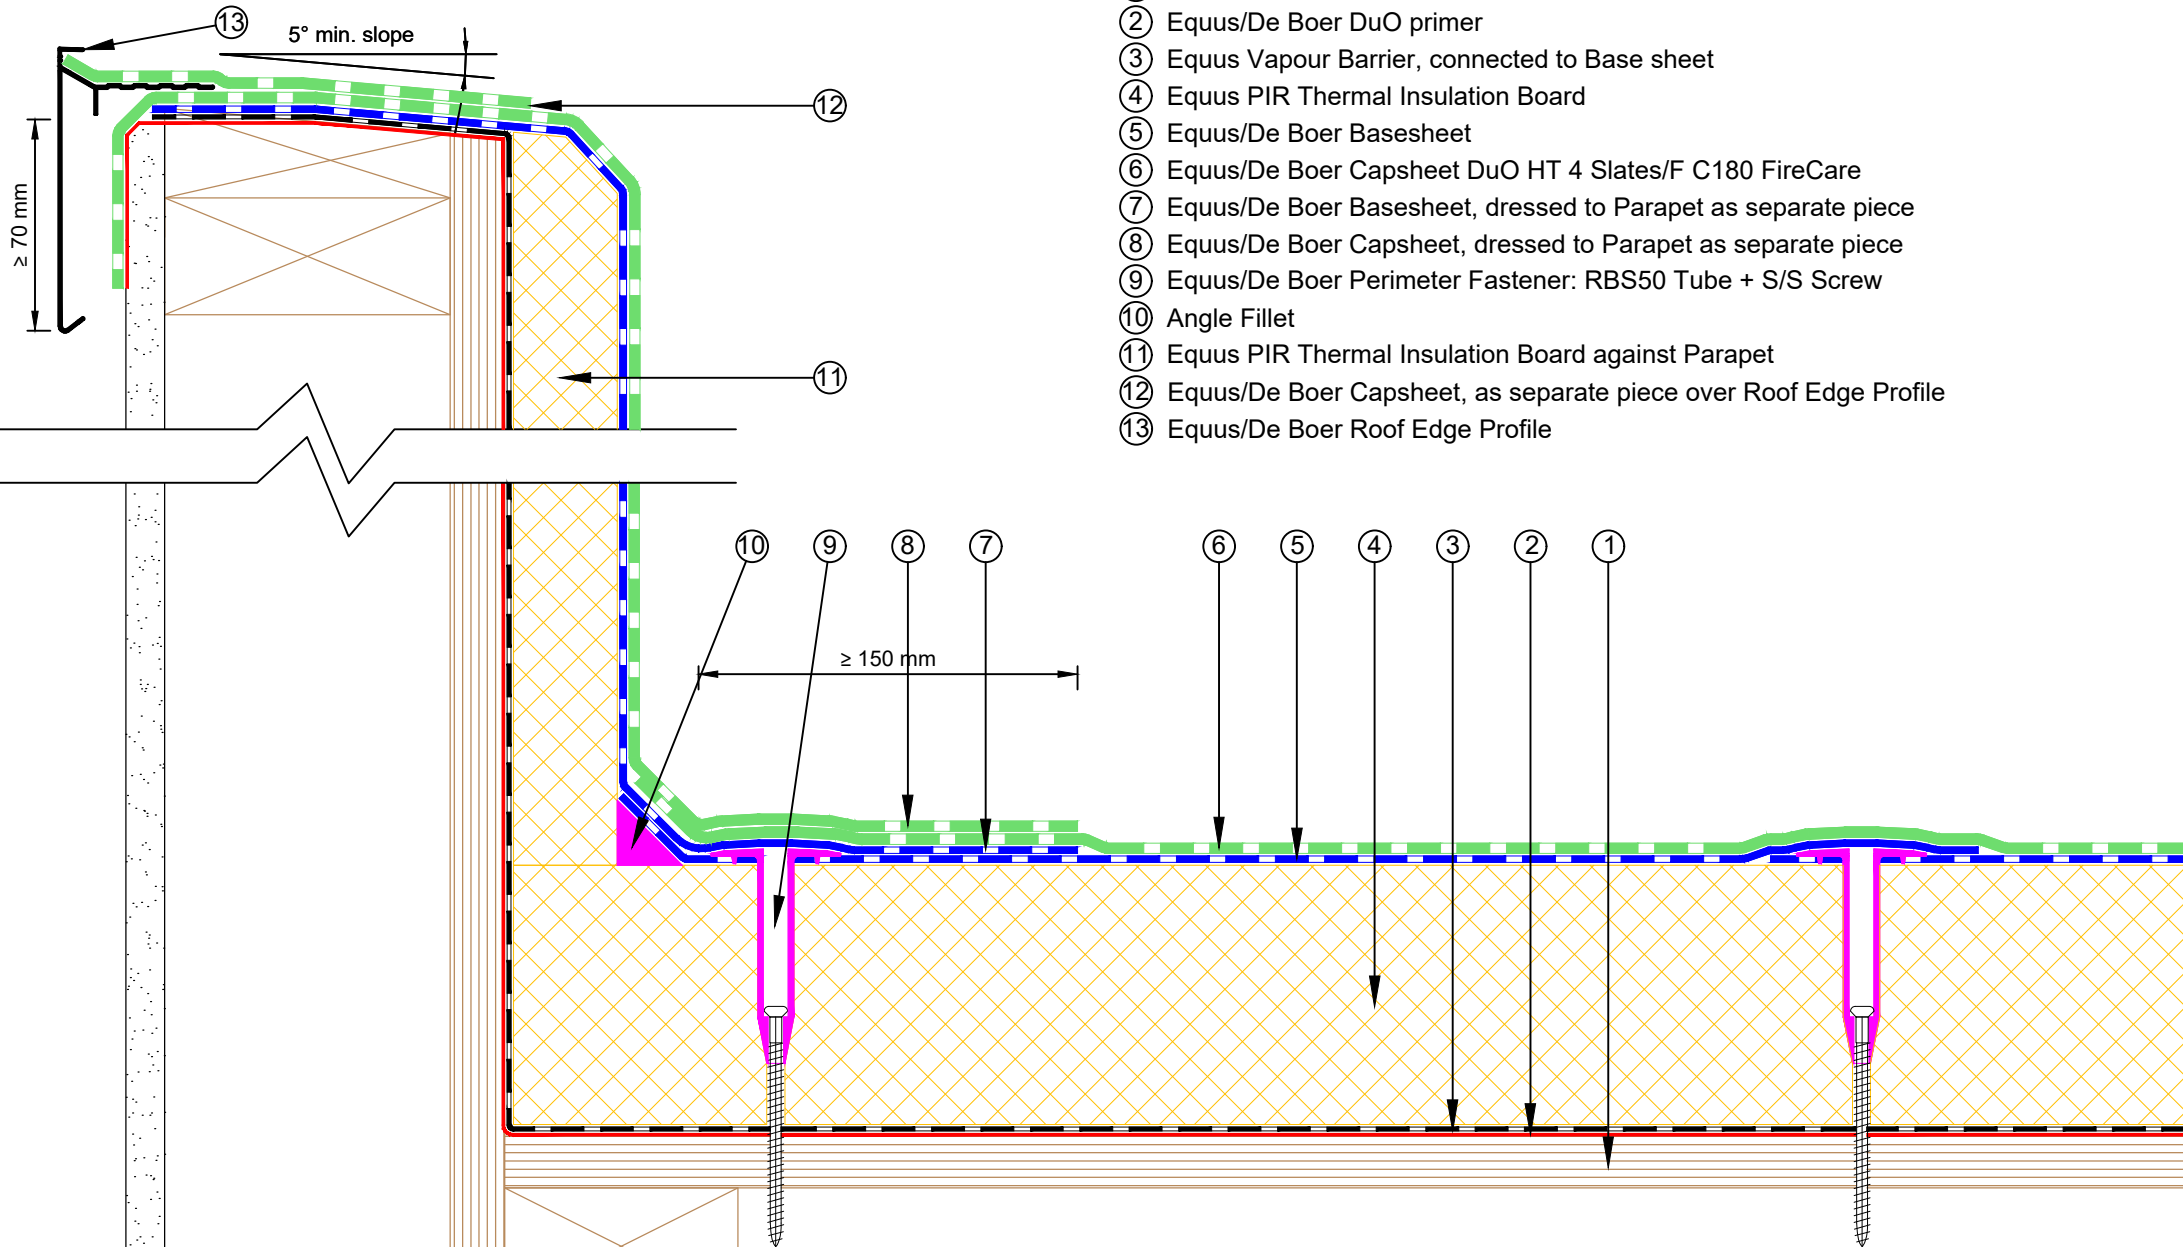 13
5° min. slope
12
≥ 70 mm
11
2 Equus/De Boer DuO primer
3 Equus Vapour Barrier, connected to Base sheet
4 Equus PIR Thermal Insulation Board
5 Equus/De Boer Basesheet
6 Equus/De Boer Capsheet DuO HT 4 Slates/F C180 FireCare
7 Equus/De Boer Basesheet, dressed to Parapet as separate piece
8 Equus/De Boer Capsheet, dressed to Parapet as separate piece
9 Equus/De Boer Perimeter Fastener: RBS50 Tube + S/S Screw
10 Angle Fillet
11 Equus PIR Thermal Insulation Board against Parapet
12 Equus/De Boer Capsheet, as separate piece over Roof Edge Profile
13 Equus/De Boer Roof Edge Profile
10 9 8 7 6 5 4 3 2 1
≥ 150 mm